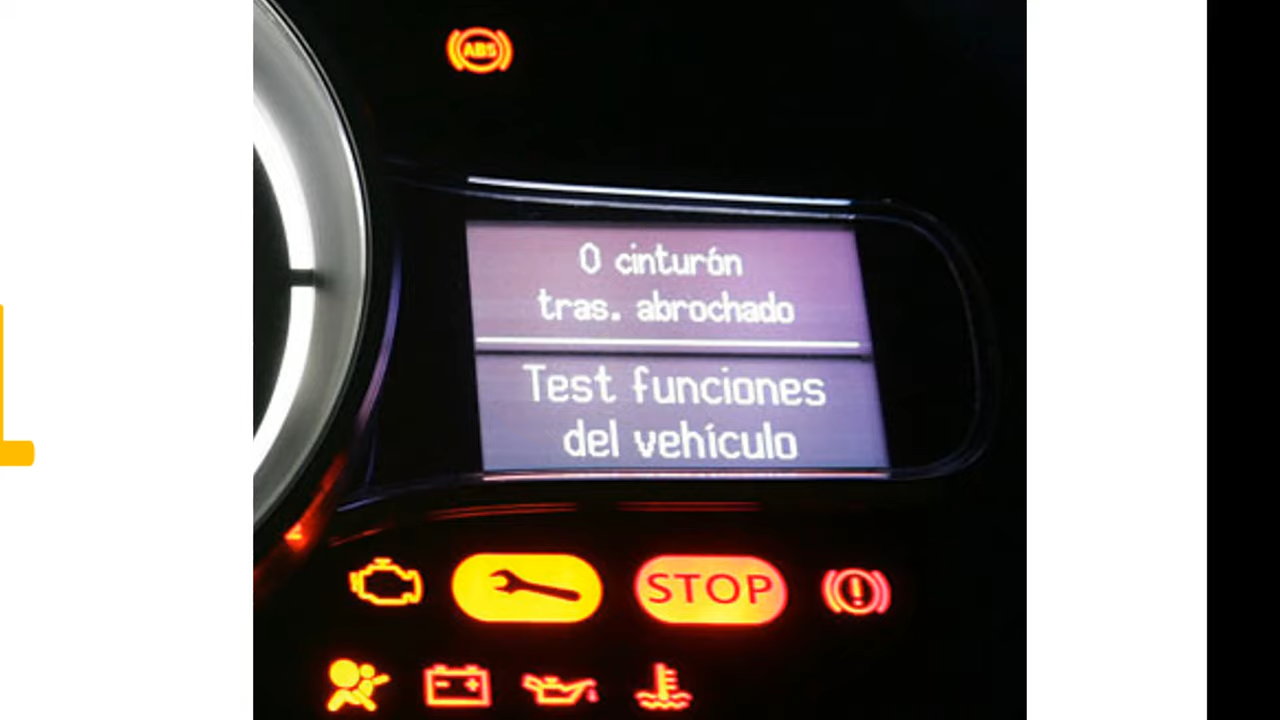 ABS
0 cinturón
tras. abrochado
Test funciones
del vehículo
STOP